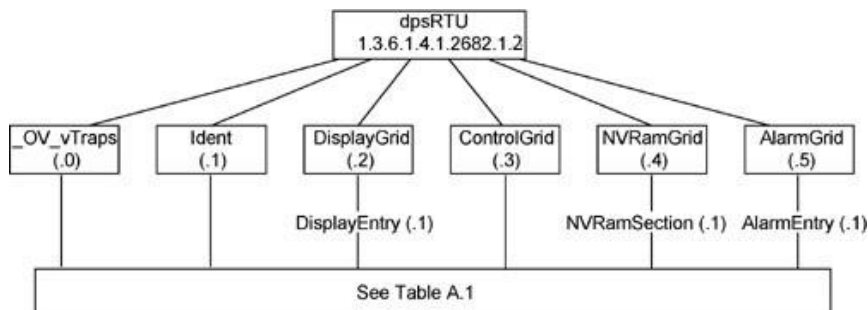 dpsRTU
1.3.6.1.4.1.2682.1.2
_OV_vTraps
(.0)
Ident
(.1)
DisplayGrid
(.2)
ControlGrid
(.3)
NVRamGrid
(.4)
AlarmGrid
(.5)
DisplayEntry (.1)
NVRamSection (.1)
AlarmEntry (.1)
See Table A.1